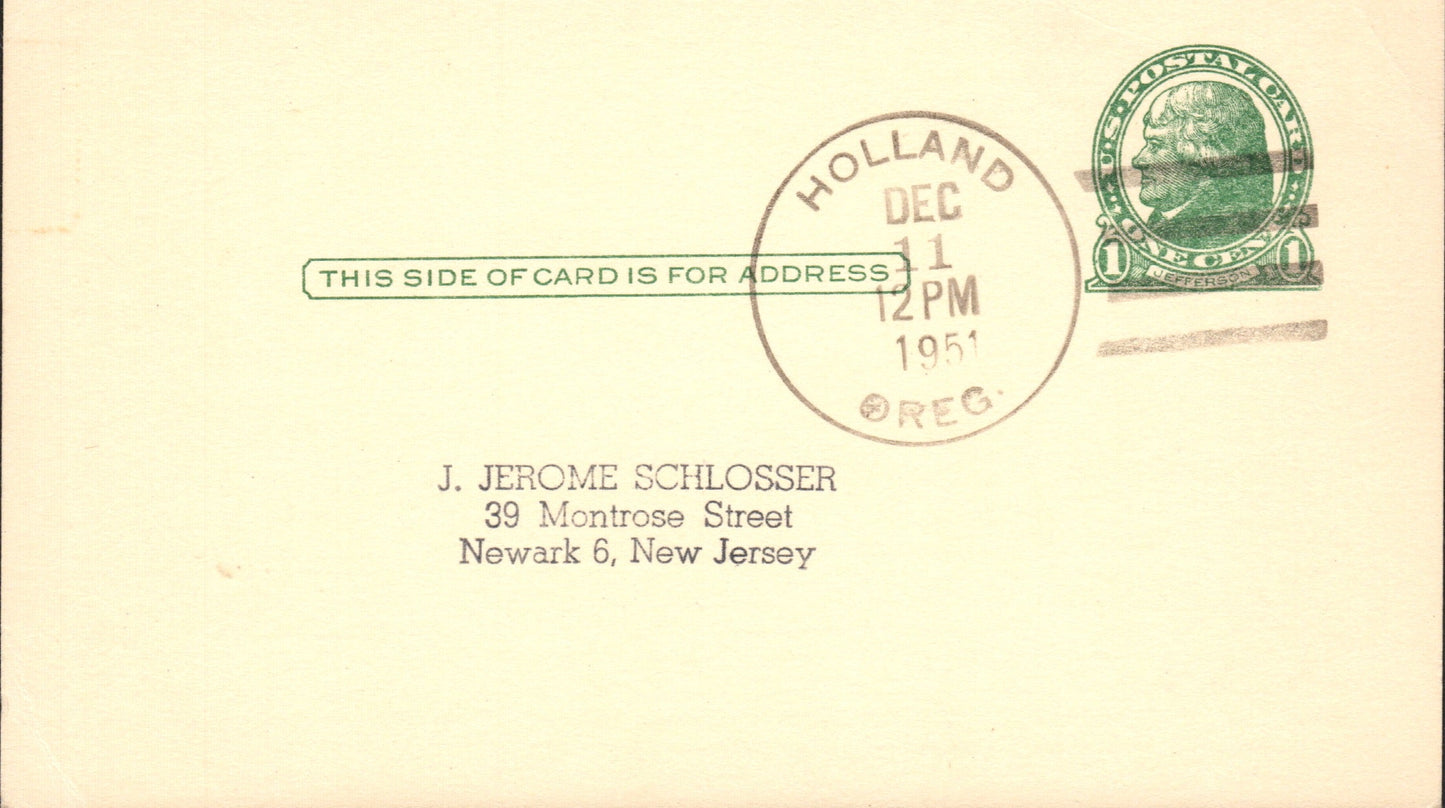 U.S. POSTAL CARD
ONE CENT
1 JEFFERSON 1
HOLLAND
DEC
11
12 PM
1951
OREG.
THIS SIDE OF CARD IS FOR ADDRESS
J. JEROME SCHLOSSER
39 Montrose Street
Newark 6, New Jersey